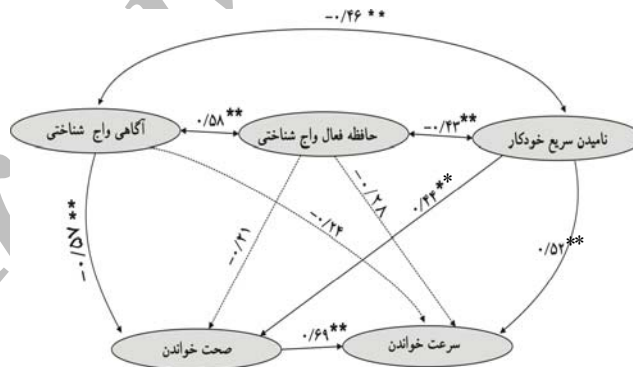 -۰/۴۶ **
آگاهی واج شناختی
۰/۵۸ **
حافظه فعال واج شناختی
-۰/۴۳ **
نامیدن سریع خودکار
-۰/۵۷ **
-۰/۲۱
-۰/۲۴
-۰/۲۸
۰/۴۴ **
۰/۵۲ **
صحت خواندن
۰/۶۹ **
سرعت خواندن